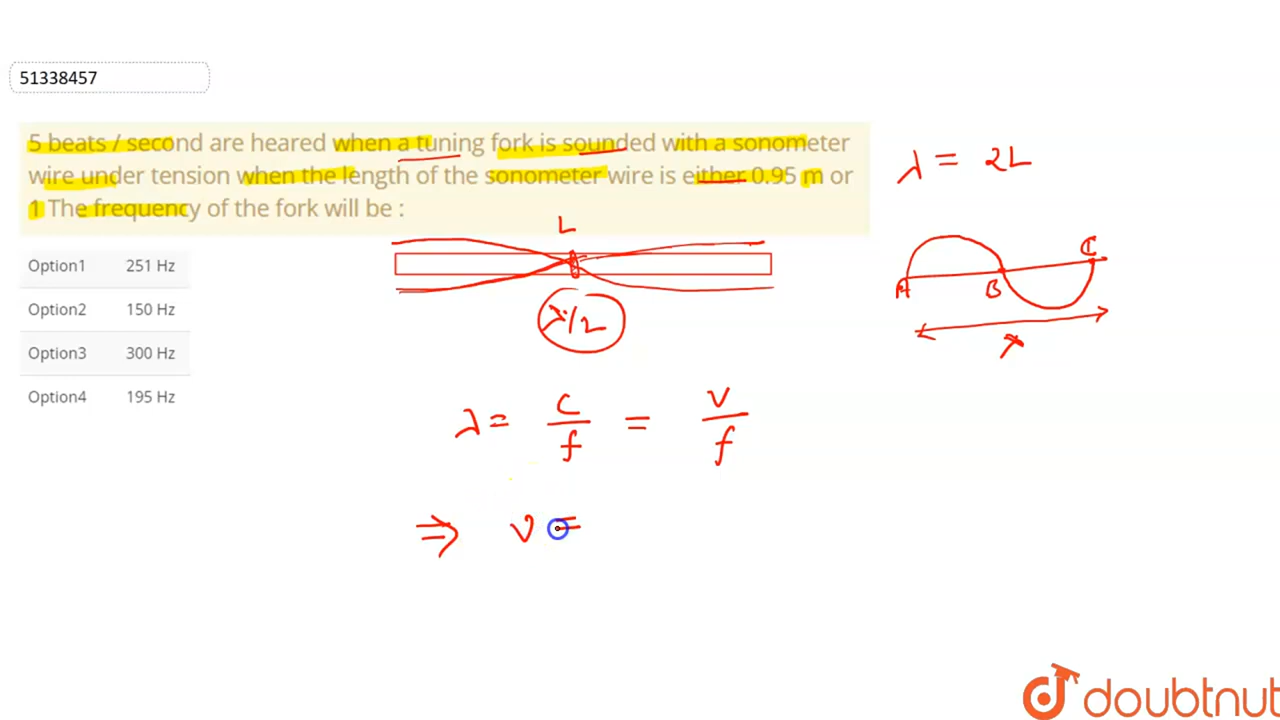 51338457
5 beats / second are heared when a tuning fork is sounded with a sonometer
wire under tension when the length of the sonometer wire is either 0.95 m or
1 The frequency of the fork will be :
Option1 251 Hz
Option2 150 Hz
Option3 300 Hz
Option4 195 Hz
λ = 2L
L
λ/2
A B C
λ
λ = c/f = v/f
⇒ v =
doubtnut